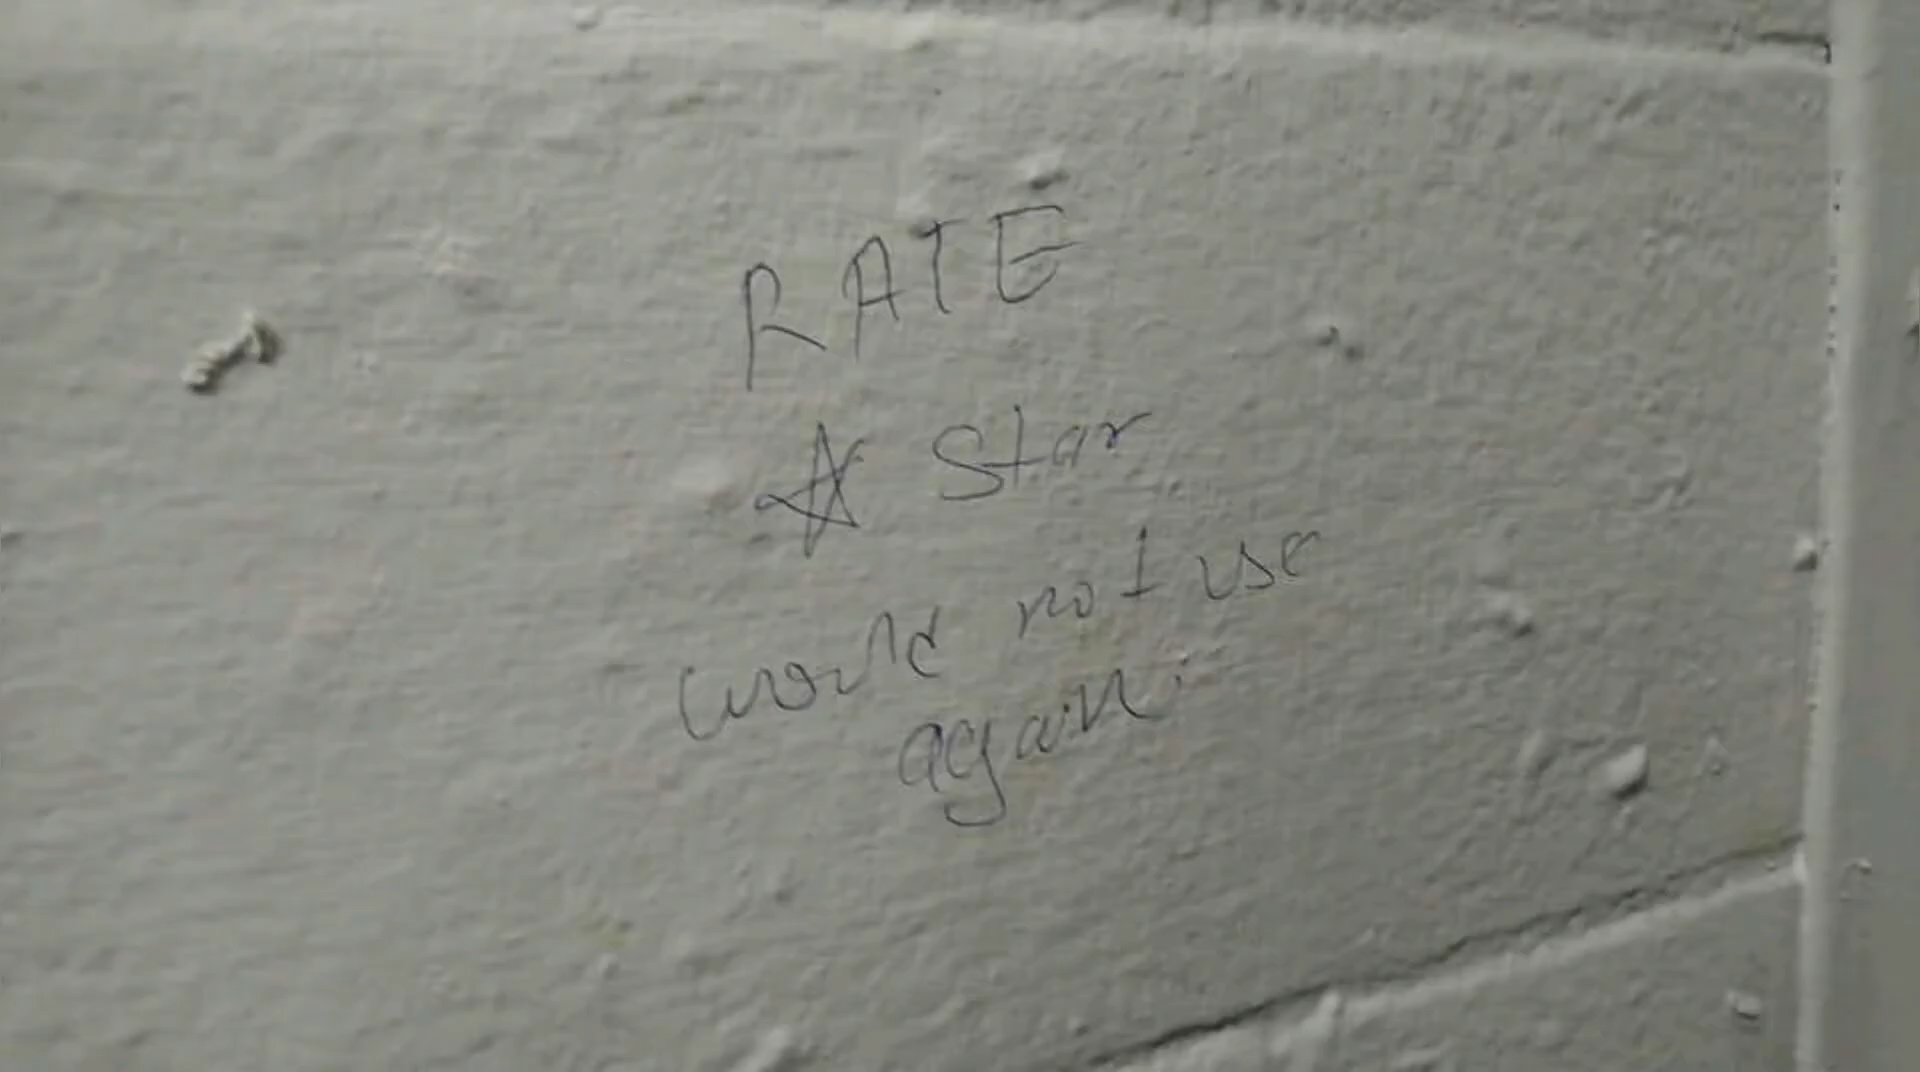 RATE
☆ Star
would not use
again.